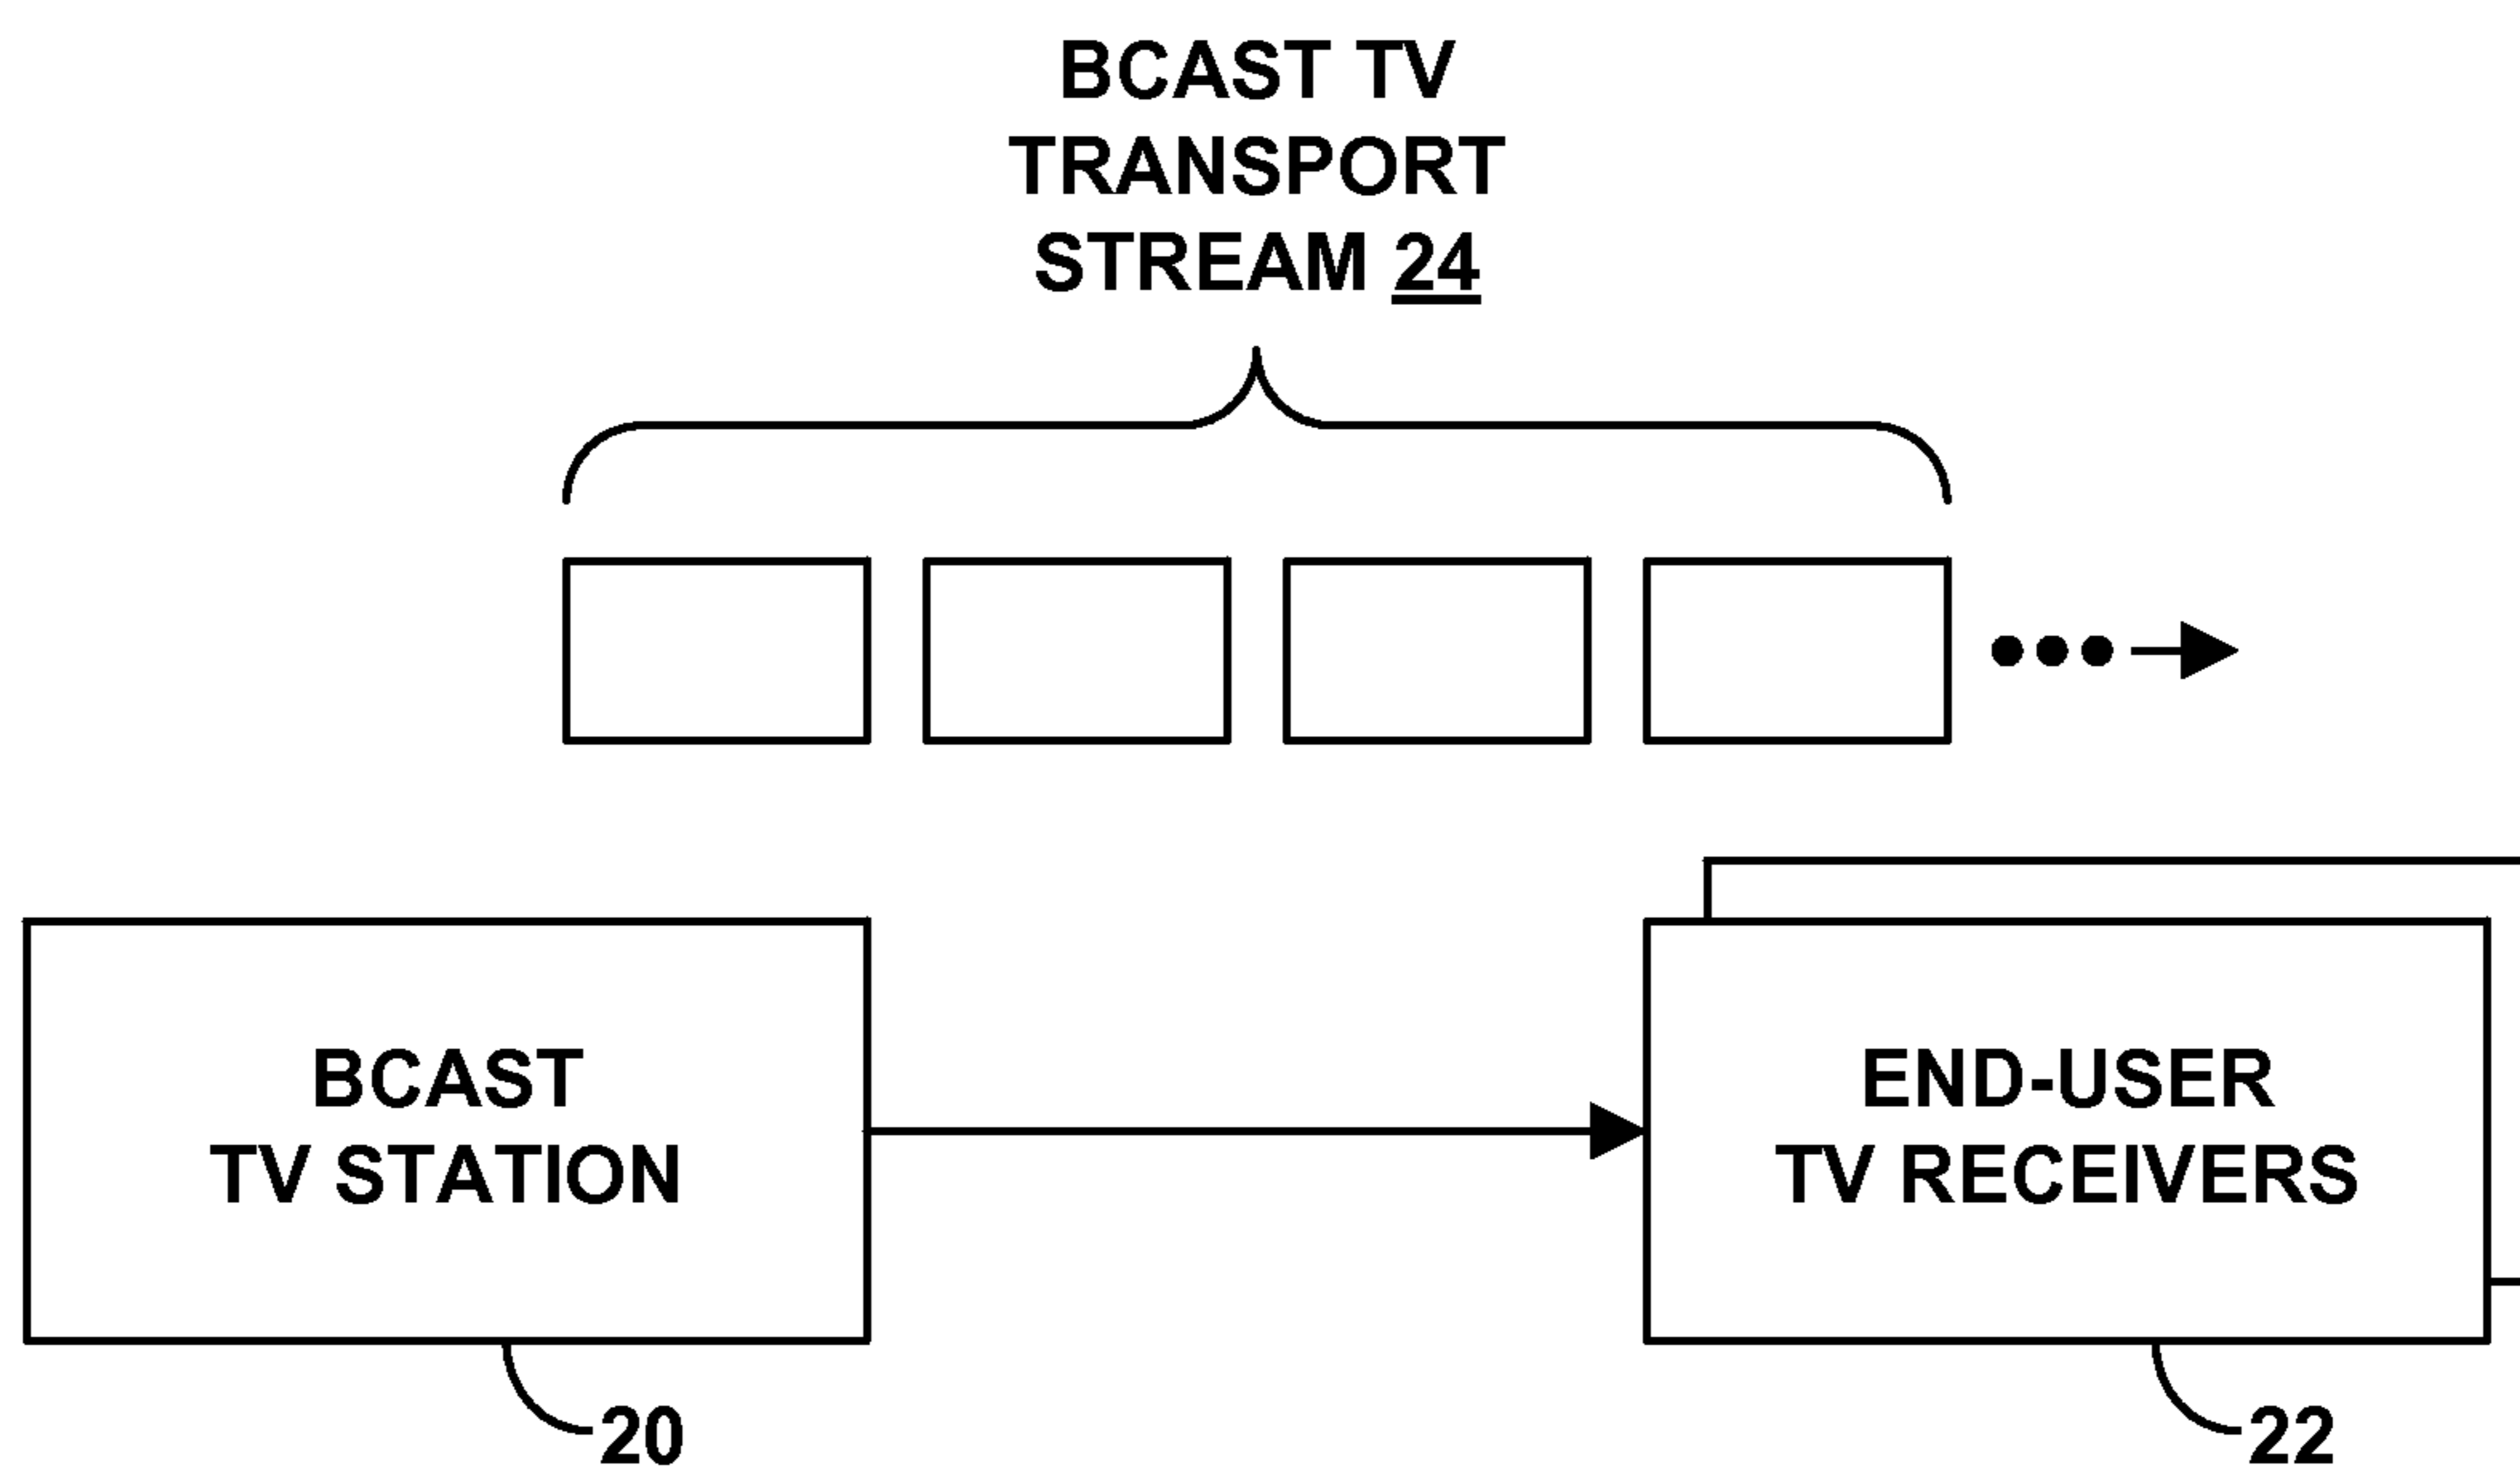 BCAST TV
TRANSPORT
STREAM 24
BCAST
TV STATION
END-USER
TV RECEIVERS
20
22